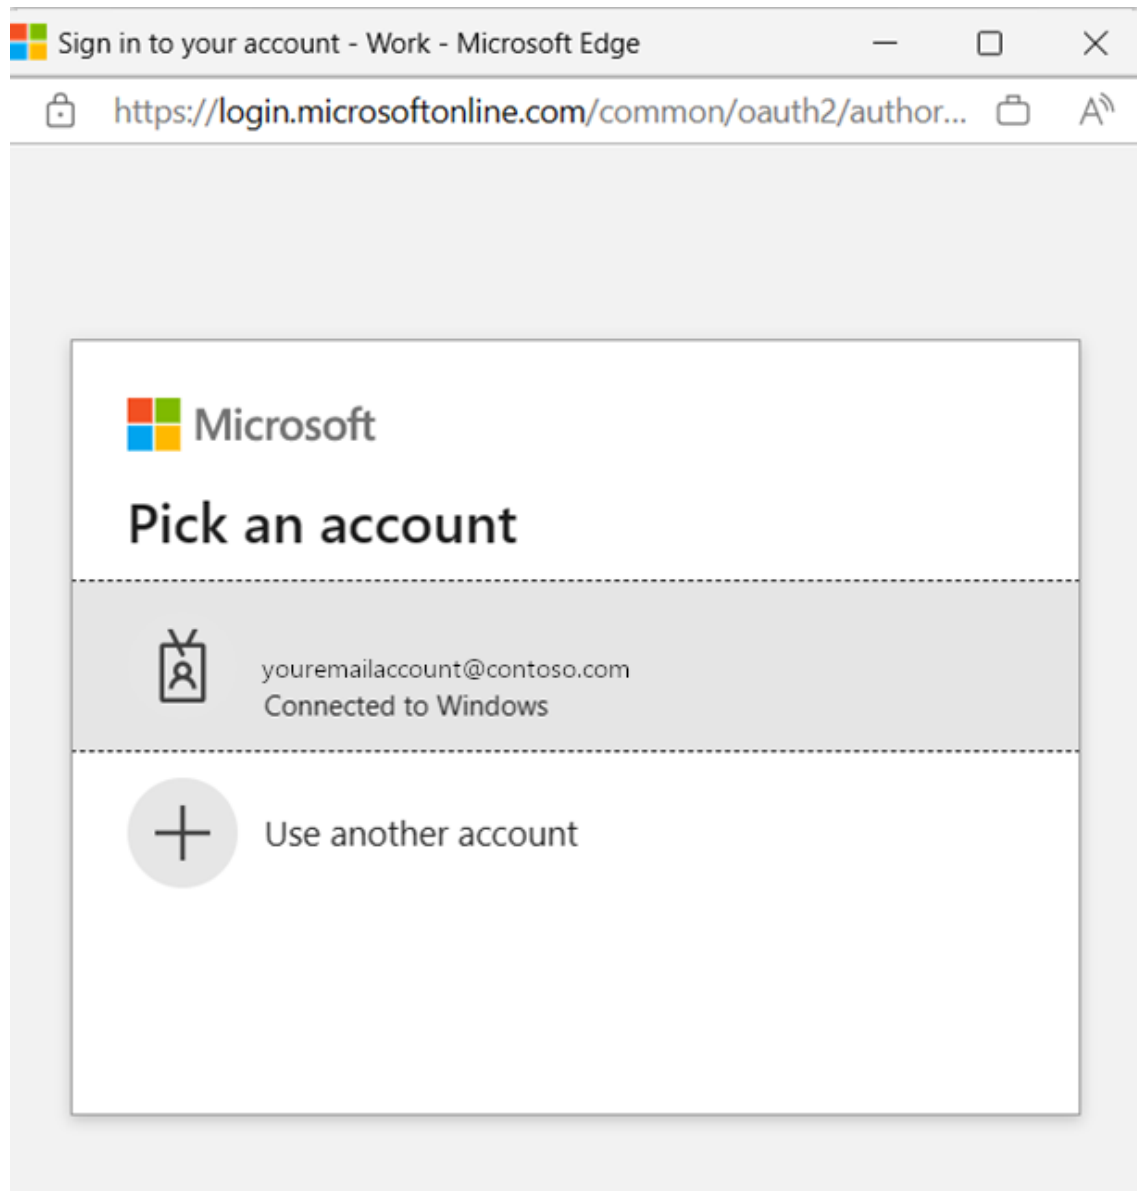 Sign in to your account - Work - Microsoft Edge
https://login.microsoftonline.com/common/oauth2/author...
Microsoft
Pick an account
youremailaccount@contoso.com
Connected to Windows
Use another account